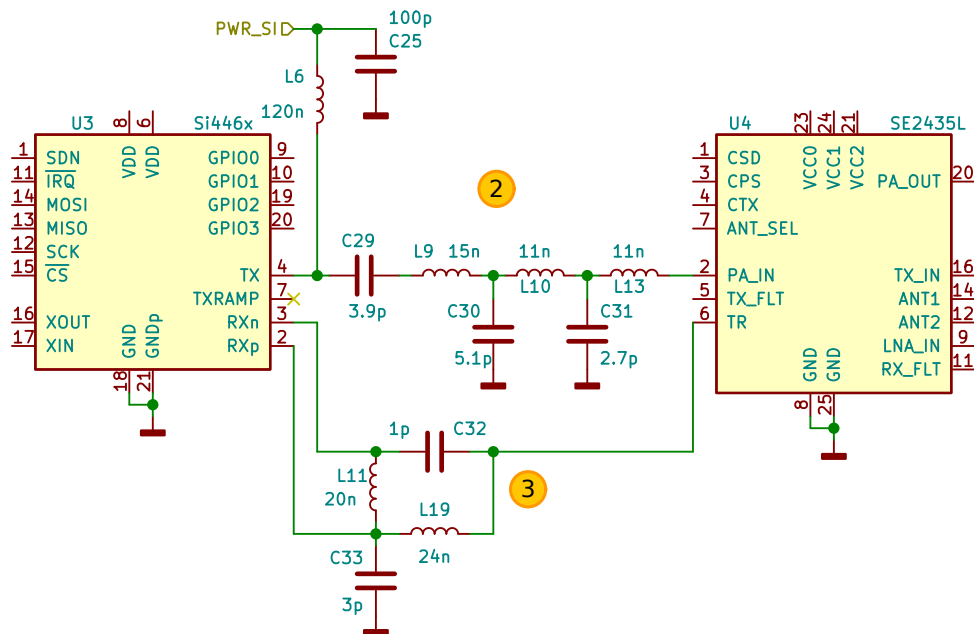 PWR_SI
100p
C25
L6
120n
U3
8
6
Si446x
VDD
VDD
1
SDN
11
IRQ
14
MOSI
13
MISO
12
SCK
15
CS
16
XOUT
17
XIN
GPIO0
9
GPIO1
10
GPIO2
19
GPIO3
20
TX
4
TXRAMP
7
RXn
3
RXp
2
GND
GNDp
18
21
2
C29
3.9p
L9
15n
11n
L10
11n
L13
C30
5.1p
C31
2.7p
U4
23
24
21
SE2435L
VCC0
VCC1
VCC2
1
CSD
3
CPS
4
CTX
7
ANT_SEL
2
PA_IN
5
TX_FLT
6
TR
PA_OUT
20
TX_IN
16
ANT1
14
ANT2
12
LNA_IN
9
RX_FLT
11
GND
GND
8
25
1p
C32
L11
20n
L19
24n
3
C33
3p